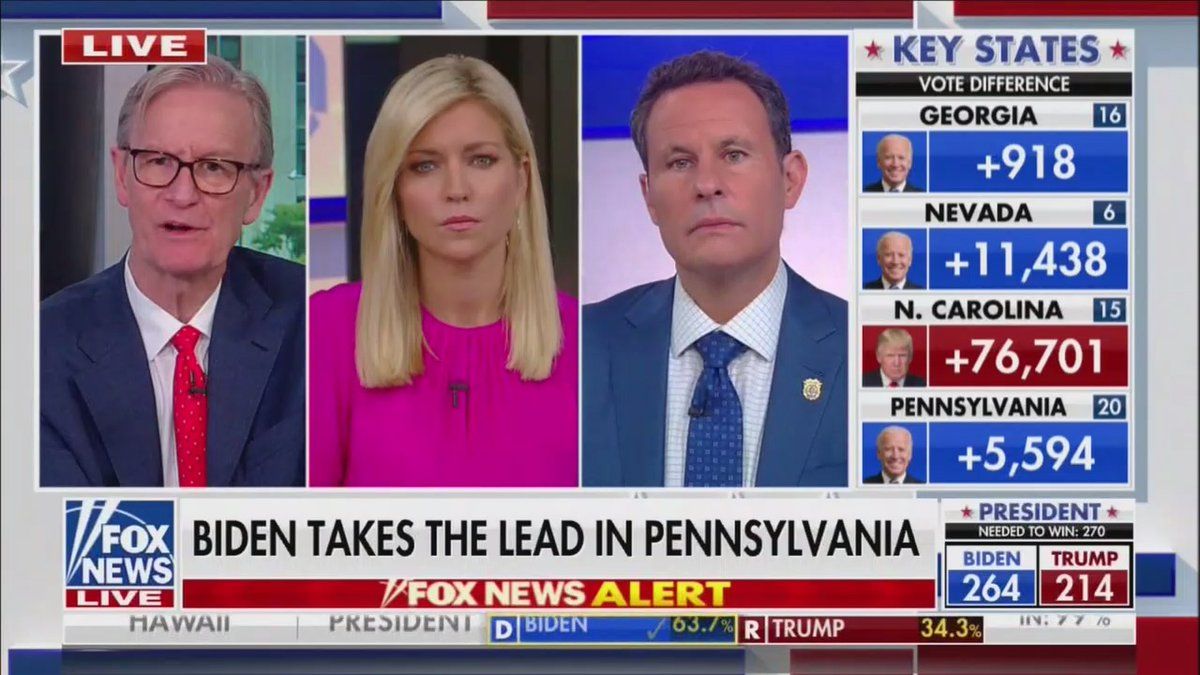 LIVE
KEY STATES
VOTE DIFFERENCE
GEORGIA 16
+918
NEVADA 6
+11,438
N. CAROLINA 15
+76,701
PENNSYLVANIA 20
+5,594
FOX
NEWS
LIVE
BIDEN TAKES THE LEAD IN PENNSYLVANIA
FOX NEWS ALERT
PRESIDENT
NEEDED TO WIN: 270
BIDEN TRUMP
264 214
HAWAII PRESIDENT D BIDEN ✓ 63.7% R TRUMP 34.3%